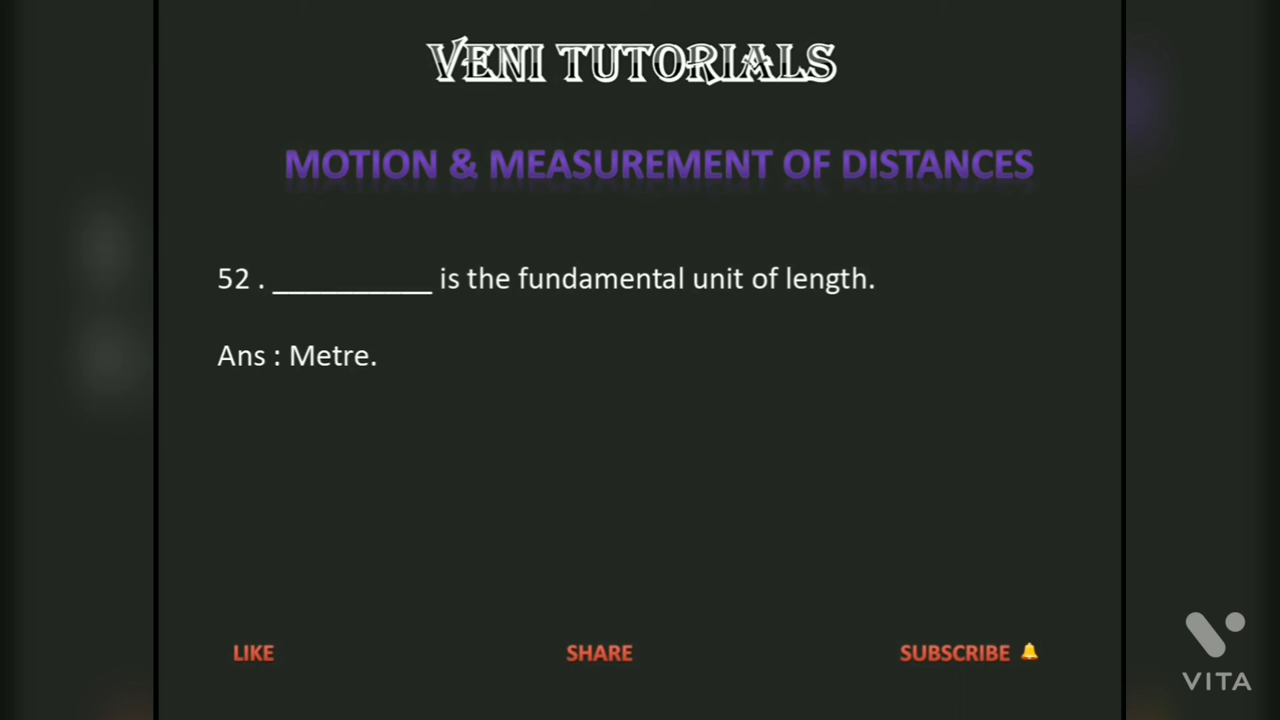 VENI TUTORIALS
MOTION & MEASUREMENT OF DISTANCES
52 . __________ is the fundamental unit of length.
Ans : Metre.
LIKE SHARE SUBSCRIBE 🔔
VITA